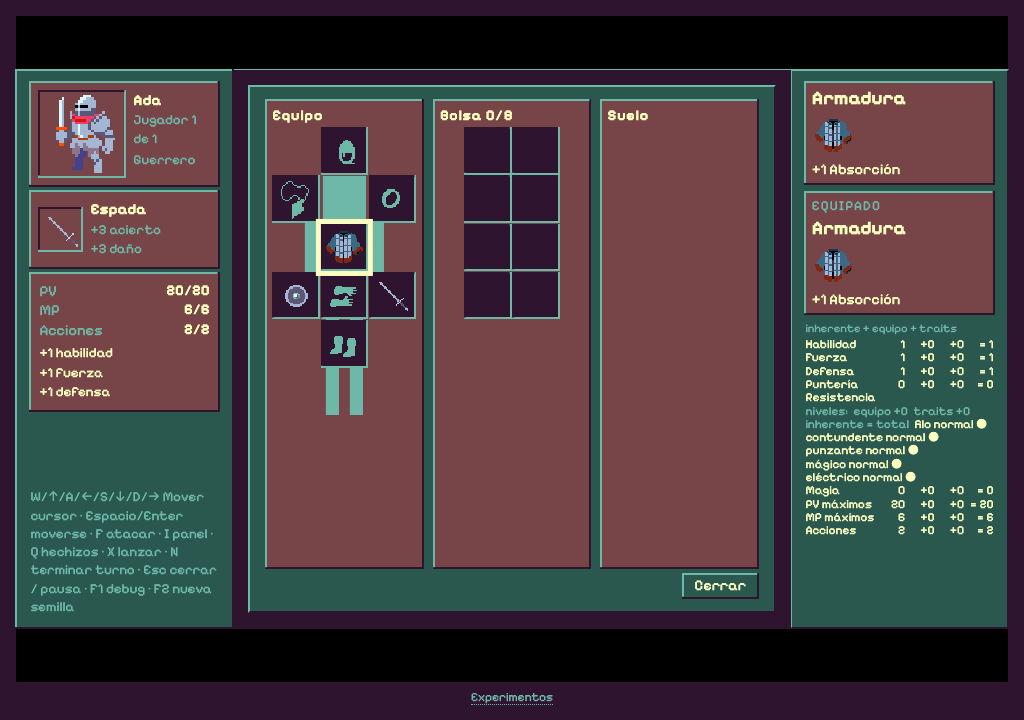 Ada
Jugador 1
de 1
Guerrero
Espada
+3 acierto
+3 daño
PV 20/20
MP 6/6
Acciones 2/2
+1 habilidad
+1 fuerza
+1 defensa
W/↑/A/←/S/↓/D/→ Mover
cursor · Espacio/Enter
moverse · F atacar · I panel ·
Q hechizos · X lanzar · N
terminar turno · Esc cerrar
/ pausa · F1 debug · F2 nueva
semilla
Equipo
Bolsa 0/8
Suelo
Cerrar
Armadura
+1 Absorción
EQUIPADO
Armadura
+1 Absorción
inherente + equipo + traits
Habilidad 1 +0 +0 = 1
Fuerza 1 +0 +0 = 1
Defensa 1 +0 +0 = 1
Puntería 0 +0 +0 = 0
Resistencia
niveles: equipo +0 traits +0
inherente = total filo normal ●
contundente normal ●
punzante normal ●
mágico normal ●
eléctrico normal ●
Magia 0 +0 +0 = 0
PV máximos 20 +0 +0 = 20
MP máximos 6 +0 +0 = 6
Acciones 2 +0 +0 = 2
Experimentos